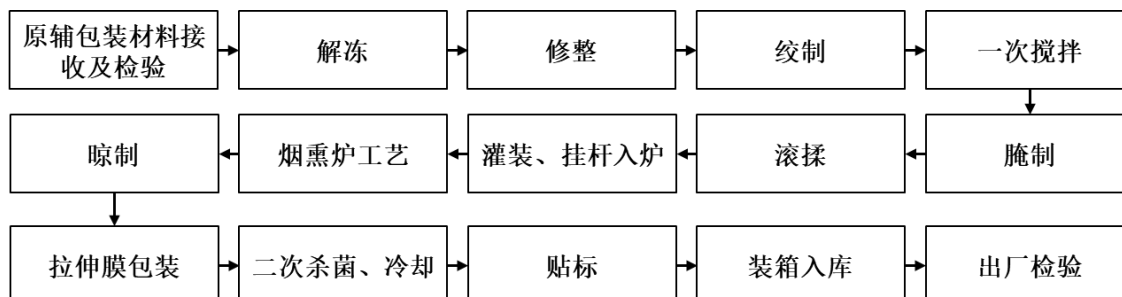 原辅包装材料接
收及检验
解冻
修整
绞制
一次搅拌
腌制
滚揉
灌装、挂杆入炉
烟熏炉工艺
晾制
拉伸膜包装
二次杀菌、冷却
贴标
装箱入库
出厂检验